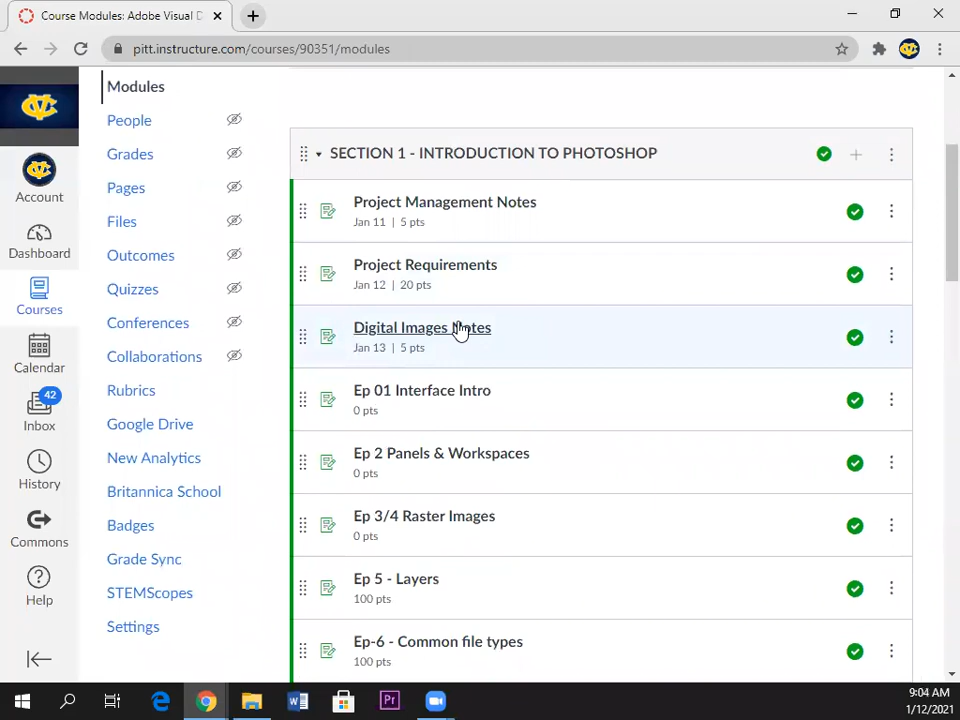 Course Modules: Adobe Visual D
pitt.instructure.com/courses/90351/modules
Account
Dashboard
Courses
Calendar
42
Inbox
History
Commons
Help
Modules
People
Grades
Pages
Files
Outcomes
Quizzes
Conferences
Collaborations
Rubrics
Google Drive
New Analytics
Britannica School
Badges
Grade Sync
STEMScopes
Settings
SECTION 1 - INTRODUCTION TO PHOTOSHOP
Project Management Notes
Jan 11 | 5 pts
Project Requirements
Jan 12 | 20 pts
Digital Images Notes
Jan 13 | 5 pts
Ep 01 Interface Intro
0 pts
Ep 2 Panels & Workspaces
0 pts
Ep 3/4 Raster Images
0 pts
Ep 5 - Layers
100 pts
Ep-6 - Common file types
100 pts
W
Pr
9:04 AM
1/12/2021